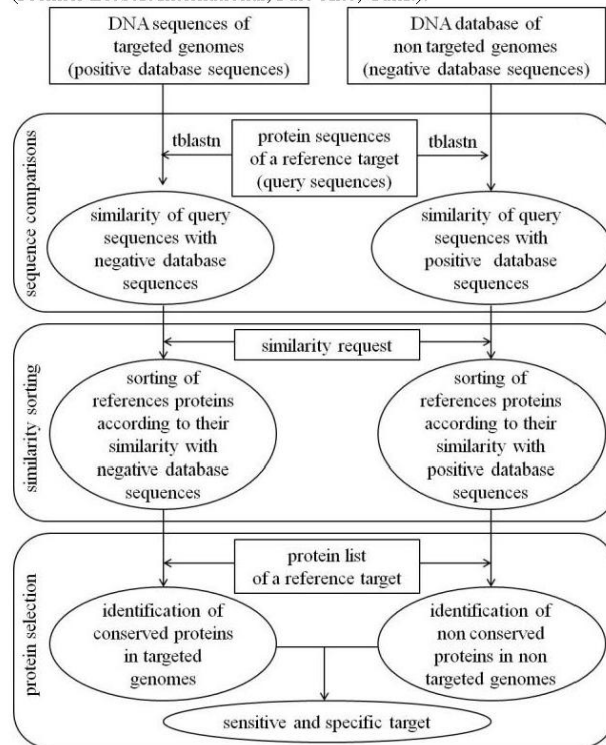 DNA sequences of
targeted genomes
(positive database sequences)
DNA database of
non targeted genomes
(negative database sequences)
sequence comparisons
tblastn
protein sequences
of a reference target
(query sequences)
tblastn
similarity of query
sequences with
negative database
sequences
similarity of query
sequences with
positive database
sequences
similarity sorting
similarity request
sorting of
references proteins
according to their
similarity with
negative database
sequences
sorting of
references proteins
according to their
similarity with
positive database
sequences
protein selection
protein list
of a reference target
identification of
conserved proteins
in targeted
genomes
identification of
non conserved
proteins in non
targeted genomes
sensitive and specific target